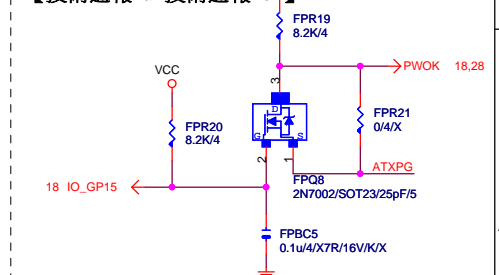 FPR19
8.2K/4
PWOK 18,28
VCC
3
D
FPR20
8.2K/4
FPR21
0/4/X
G
S
2
1
ATXPG
FPQ8
2N7002/SOT23/25pF/5
18 IO_GP15
FPBC5
0.1u/4/X7R/16V/K/X